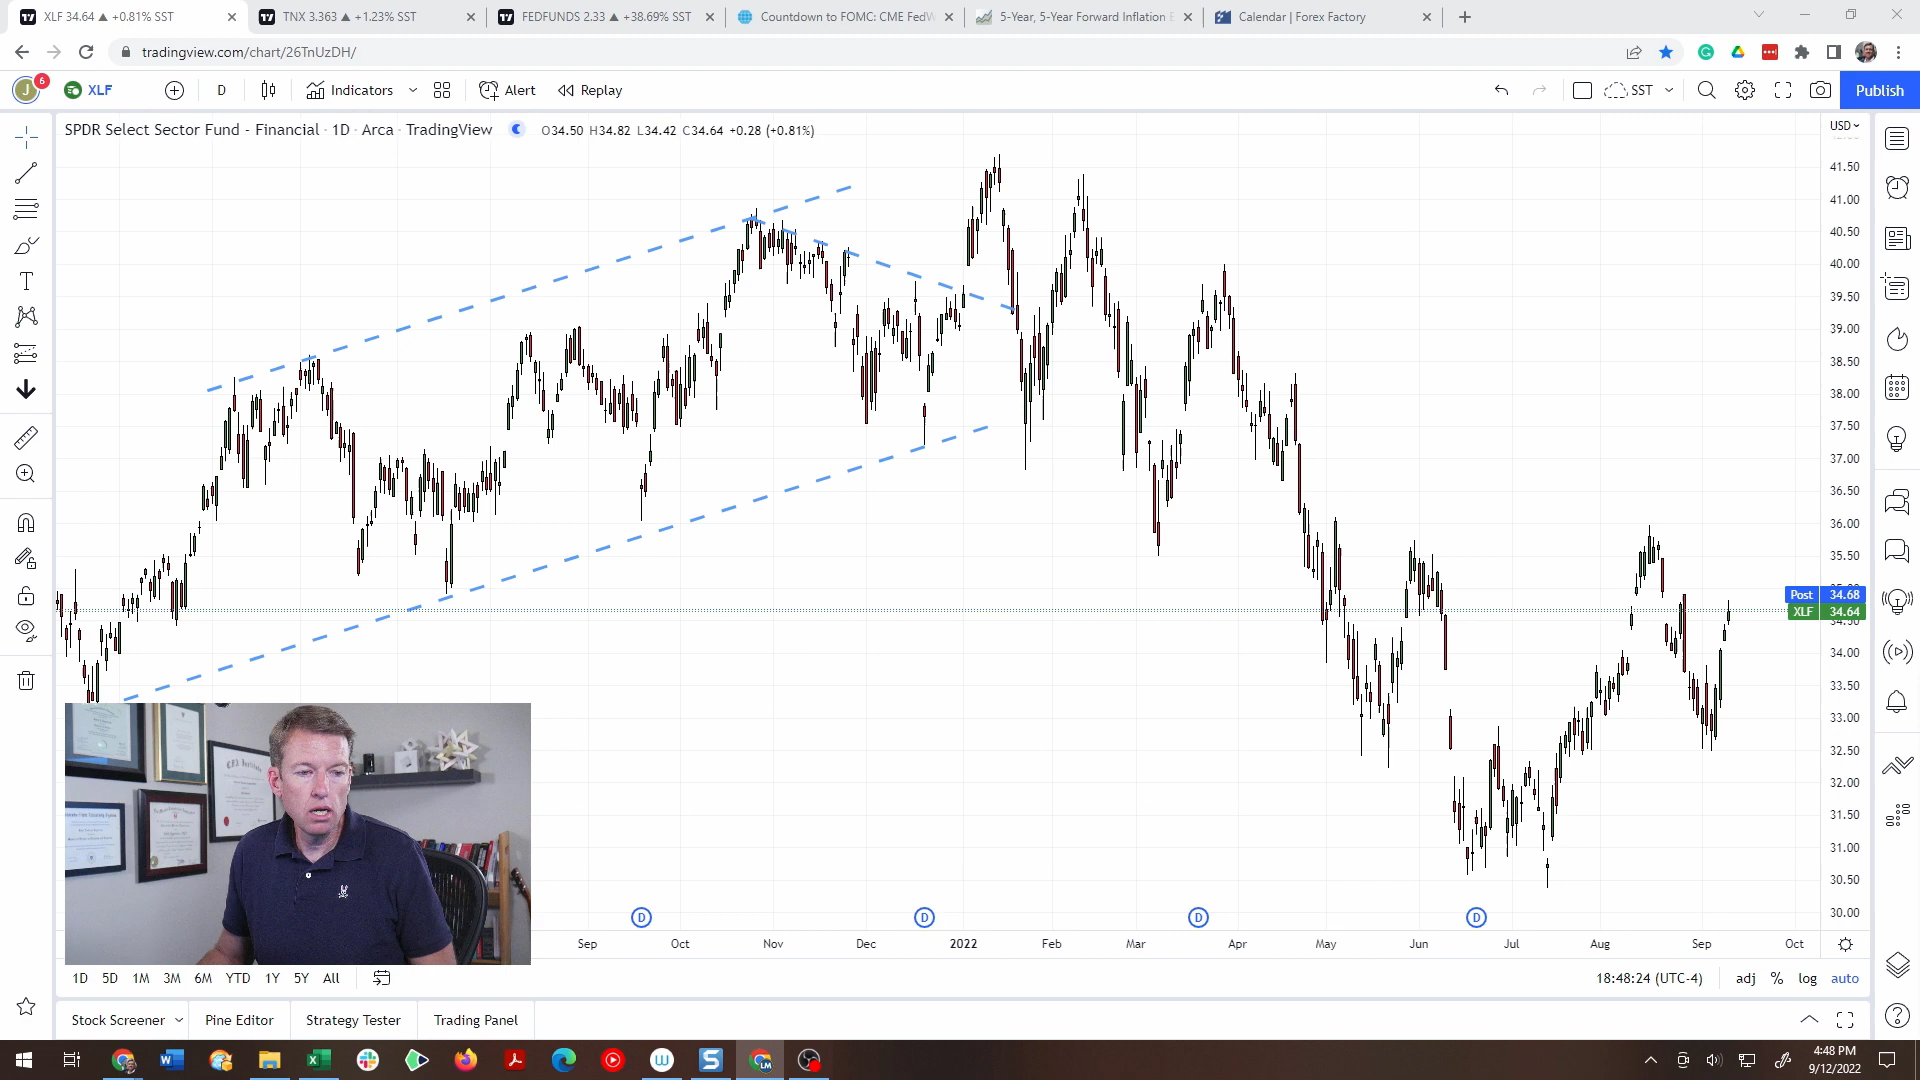 XLF 34.64 ▲ +0.81% SST
TNX 3.363 ▲ +1.23% SST
FEDFUNDS 2.33 ▲ +38.69% SST
Countdown to FOMC: CME FedW
5-Year, 5-Year Forward Inflation E
Calendar | Forex Factory
tradingview.com/chart/26TnUzDH/
J 6 XLF D Indicators Alert Replay SST Publish
SPDR Select Sector Fund - Financial · 1D · Arca · TradingView O34.50 H34.82 L34.42 C34.64 +0.28 (+0.81%)
USD
41.50
41.00
40.50
40.00
39.50
39.00
38.50
38.00
37.50
37.00
36.50
36.00
35.50
Post 34.68
XLF 34.64
34.00
33.50
33.00
32.50
32.00
31.50
31.00
30.50
30.00
D D D D
Sep Oct Nov Dec 2022 Feb Mar Apr May Jun Jul Aug Sep Oct
1D 5D 1M 3M 6M YTD 1Y 5Y All
18:48:24 (UTC-4) adj % log auto
Stock Screener Pine Editor Strategy Tester Trading Panel
4:48 PM
9/12/2022